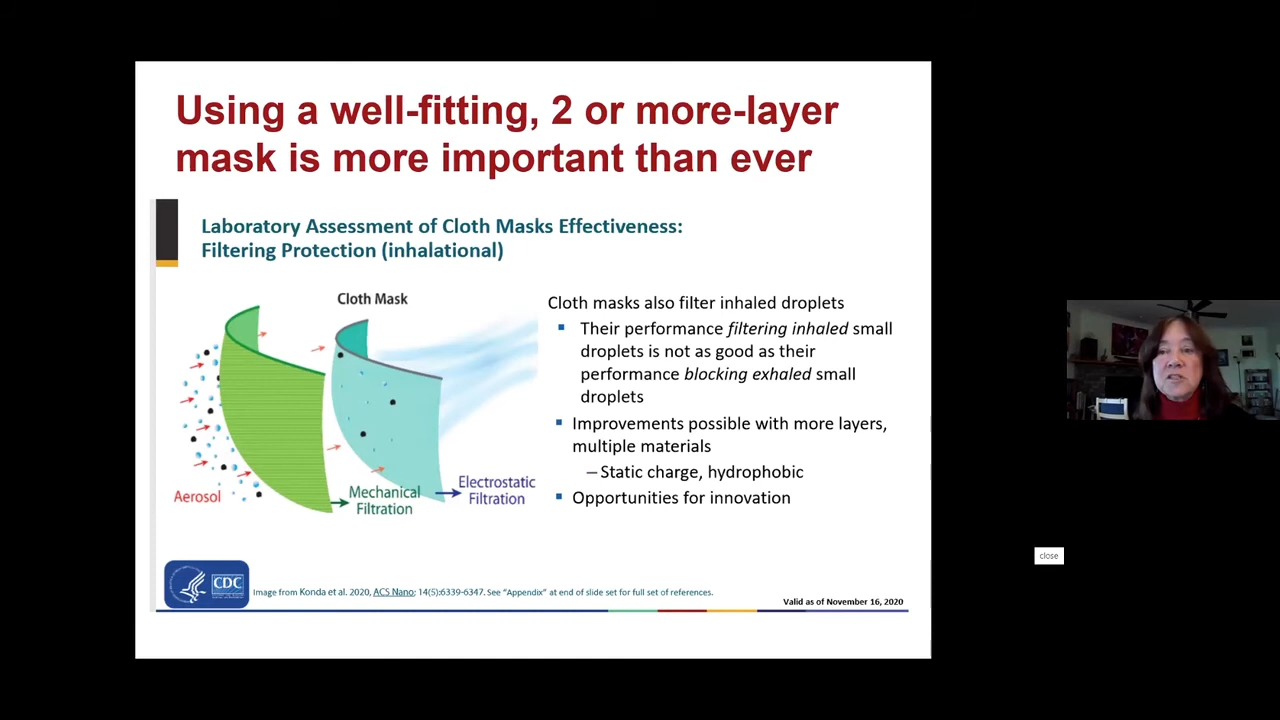 Using a well-fitting, 2 or more-layer
mask is more important than ever
Laboratory Assessment of Cloth Masks Effectiveness:
Filtering Protection (inhalational)
Cloth Mask
Aerosol
Mechanical
Filtration
Electrostatic
Filtration
Cloth masks also filter inhaled droplets
▪ Their performance filtering inhaled small
droplets is not as good as their
performance blocking exhaled small
droplets
▪ Improvements possible with more layers,
multiple materials
– Static charge, hydrophobic
▪ Opportunities for innovation
CDC
Image from Konda et al. 2020, ACS Nano; 14(5):6339-6347. See “Appendix” at end of slide set for full set of references.
Valid as of November 16, 2020
close